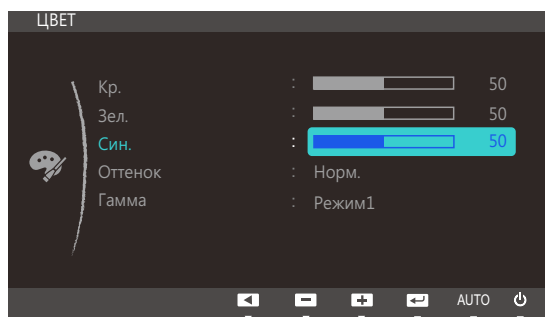 ЦВЕТ
Кр. : 50
Зел. : 50
Син. : 50
Оттенок : Норм.
Гамма : Режим1
AUTO